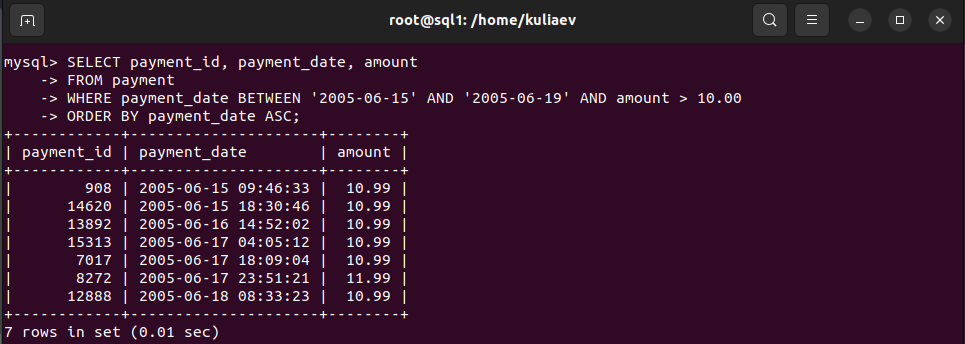 root@sql1: /home/kuliaev
mysql> SELECT payment_id, payment_date, amount
    -> FROM payment
    -> WHERE payment_date BETWEEN '2005-06-15' AND '2005-06-19' AND amount > 10.00
    -> ORDER BY payment_date ASC;
+------------+---------------------+--------+
| payment_id | payment_date        | amount |
+------------+---------------------+--------+
|        908 | 2005-06-15 09:46:33 |  10.99 |
|      14620 | 2005-06-15 18:30:46 |  10.99 |
|      13892 | 2005-06-16 14:52:02 |  10.99 |
|      15313 | 2005-06-17 04:05:12 |  10.99 |
|       7017 | 2005-06-17 18:09:04 |  10.99 |
|       8272 | 2005-06-17 23:51:21 |  11.99 |
|      12888 | 2005-06-18 08:33:23 |  10.99 |
+------------+---------------------+--------+
7 rows in set (0.01 sec)